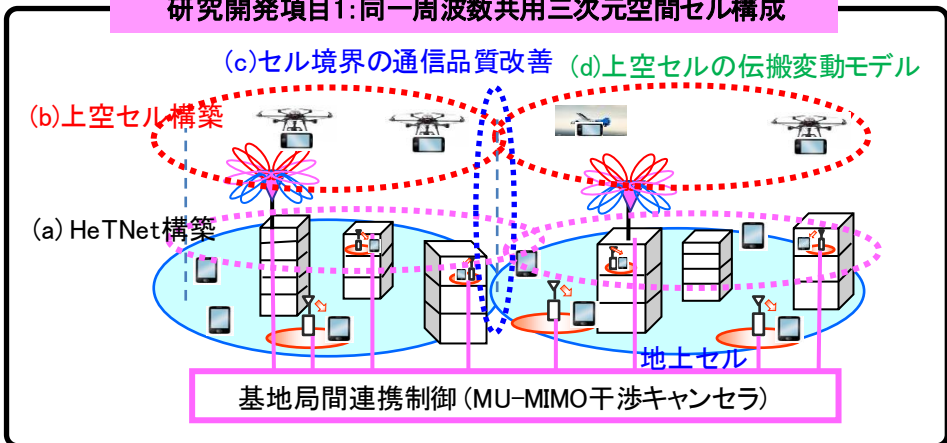 研究開発項目1:同一周波数共用三次元空間セル構成
(c)セル境界の通信品質改善
(d)上空セルの伝搬変動モデル
(b)上空セル構築
(a) HeTNet構築
地上セル
基地局間連携制御(MU-MIMO干渉キャンセラ)